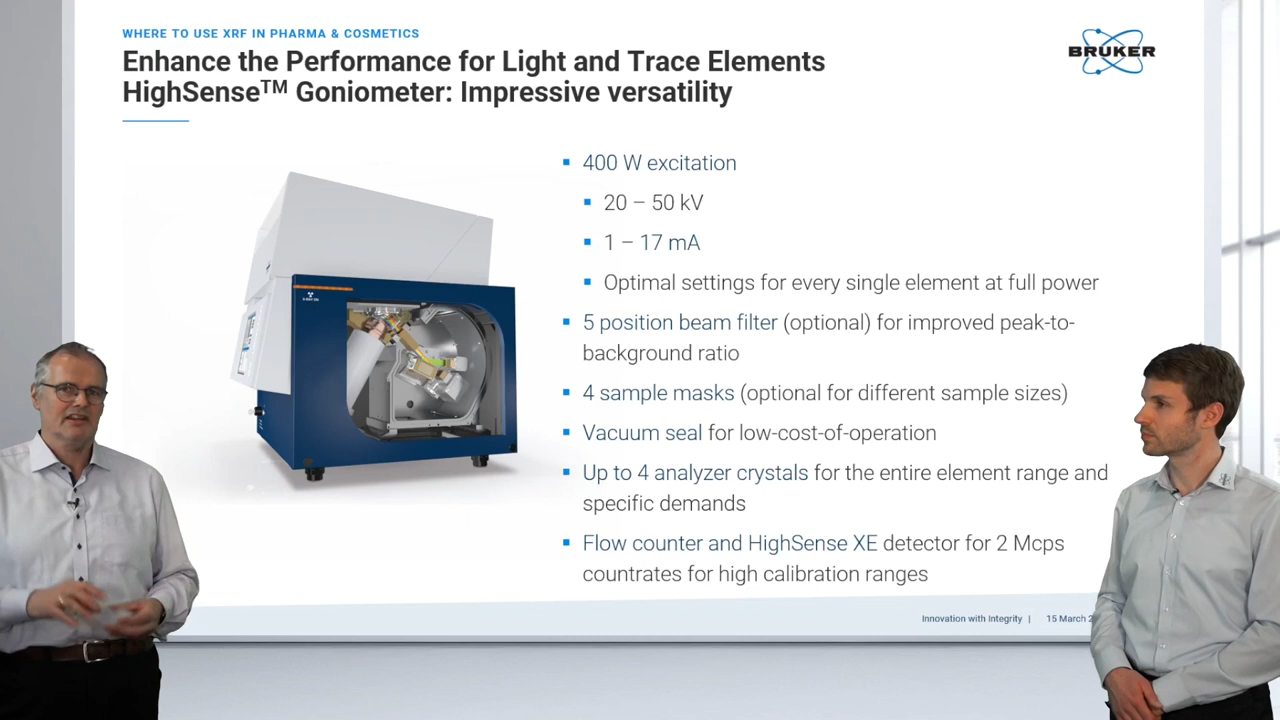 WHERE TO USE XRF IN PHARMA & COSMETICS
Enhance the Performance for Light and Trace Elements
HighSense™ Goniometer: Impressive versatility
BRUKER
400 W excitation
20 – 50 kV
1 – 17 mA
Optimal settings for every single element at full power
5 position beam filter (optional) for improved peak-to-
background ratio
4 sample masks (optional for different sample sizes)
Vacuum seal for low-cost-of-operation
Up to 4 analyzer crystals for the entire element range and
specific demands
Flow counter and HighSense XE detector for 2 Mcps
countrates for high calibration ranges
Innovation with Integrity | 15 March
BRUKER